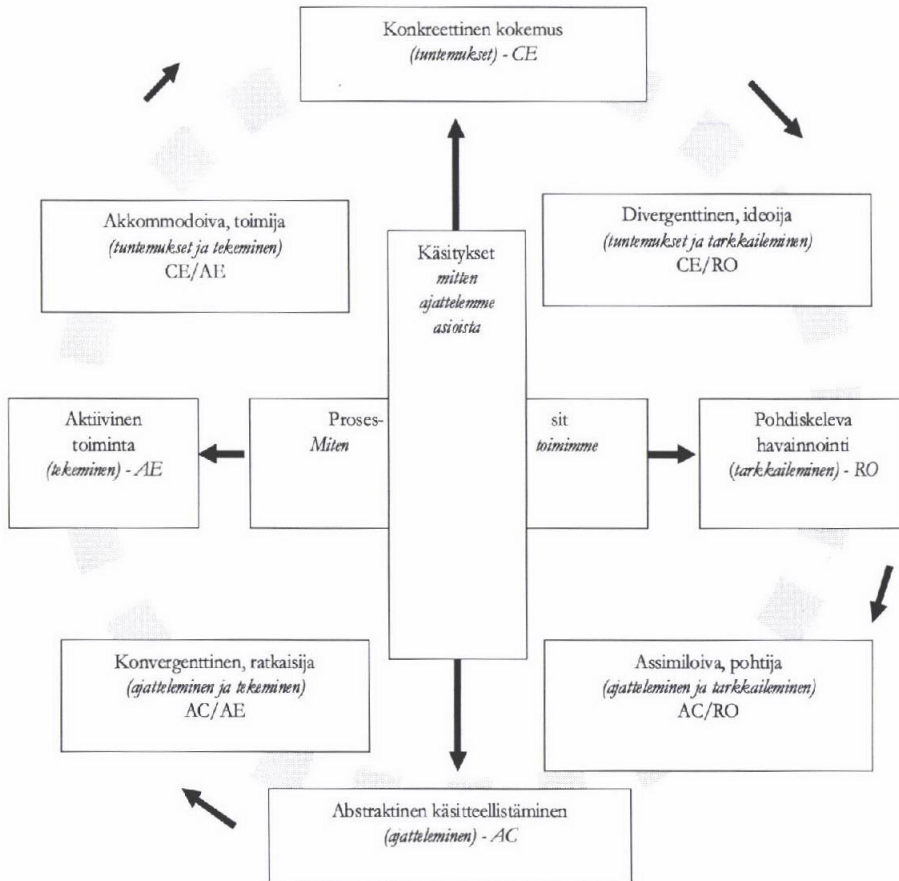 Konkreettinen kokemus
(tuntemukset) - CE
Akkommodoiva, toimija
(tuntemukset ja tekeminen)
CE/AE
Divergenttinen, ideoija
(tuntemukset ja tarkkaileminen)
CE/RO
Käsitykset
mitten
ajattelemme
asioista
Aktiivinen
toiminta
(tekeminen) - AE
Proses-
Miten
sit
toimimme
Pohdiskeleva
havainnointi
(tarkkaileminen) - RO
Konvergenttinen, ratkaisija
(ajatteleminen ja tekeminen)
AC/AE
Assimiloiva, pohtija
(ajatteleminen ja tarkkaileminen)
AC/RO
Abstraktinen käsitteellistäminen
(ajatteleminen) - AC